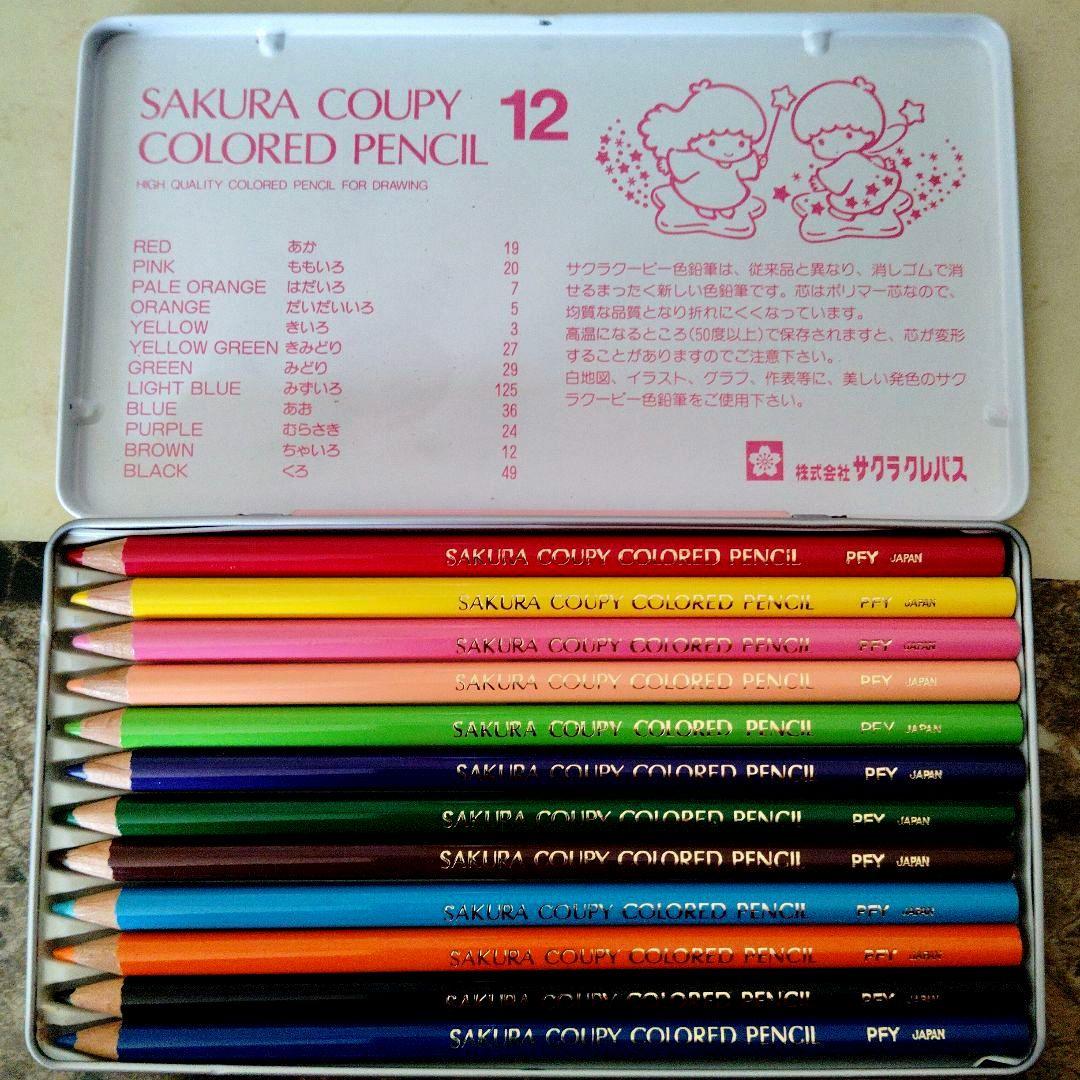 SAKURA COUPY 12
COLORED PENCIL
HIGH QUALITY COLORED PENCIL FOR DRAWING
RED あか 19
PINK ももいろ 20
PALE ORANGE はだいろ 7
ORANGE だいだいいろ 5
YELLOW きいろ 3
YELLOW GREEN きみどり 27
GREEN みどり 29
LIGHT BLUE みずいろ 125
BLUE あお 36
PURPLE むらさき 24
BROWN ちゃいろ 12
BLACK くろ 49
サクラクーピー色鉛筆は、従来品と異なり、消しゴムで消
せるまったく新しい色鉛筆です。芯はポリマー芯なので、
均質な品質となり折れにくくなっています。
高温になるところ(50度以上)で保存されますと、芯が変形
することがありますのでご注意下さい。
白地図、イラスト、グラフ、作表等に、美しい発色のサク
ラクーピー色鉛筆をご使用下さい。
株式会社サクラクレパス
SAKURA COUPY COLORED PENCIL PFY JAPAN
SAKURA COUPY COLORED PENCIL PFY JAPAN
SAKURA COUPY COLORED PENCIL PFY JAPAN
SAKURA COUPY COLORED PENCIL PFY JAPAN
SAKURA COUPY COLORED PENCIL PFY JAPAN
SAKURA COUPY COLORED PENCIL PFY JAPAN
SAKURA COUPY COLORED PENCIL PFY JAPAN
SAKURA COUPY COLORED PENCIL PFY JAPAN
SAKURA COUPY COLORED PENCIL PFY JAPAN
SAKURA COUPY COLORED PENCIL PFY JAPAN
SAKURA COUPY COLORED PENCIL PFY JAPAN
SAKURA COUPY COLORED PENCIL PFY JAPAN